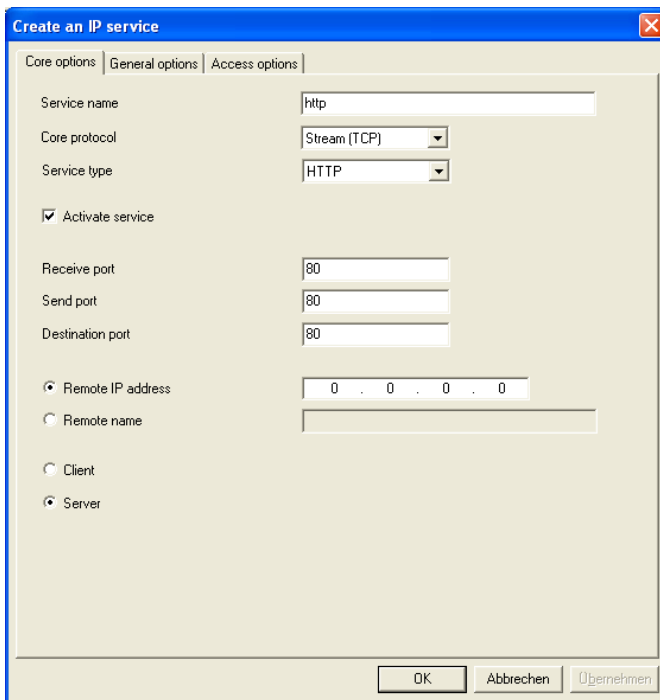 Create an IP service
Core options General options Access options
Service name http
Core protocol Stream (TCP)
Service type HTTP
Activate service
Receive port 80
Send port 80
Destination port 80
Remote IP address 0 . 0 . 0 . 0
Remote name
Client
Server
OK Abbrechen Übernehmen